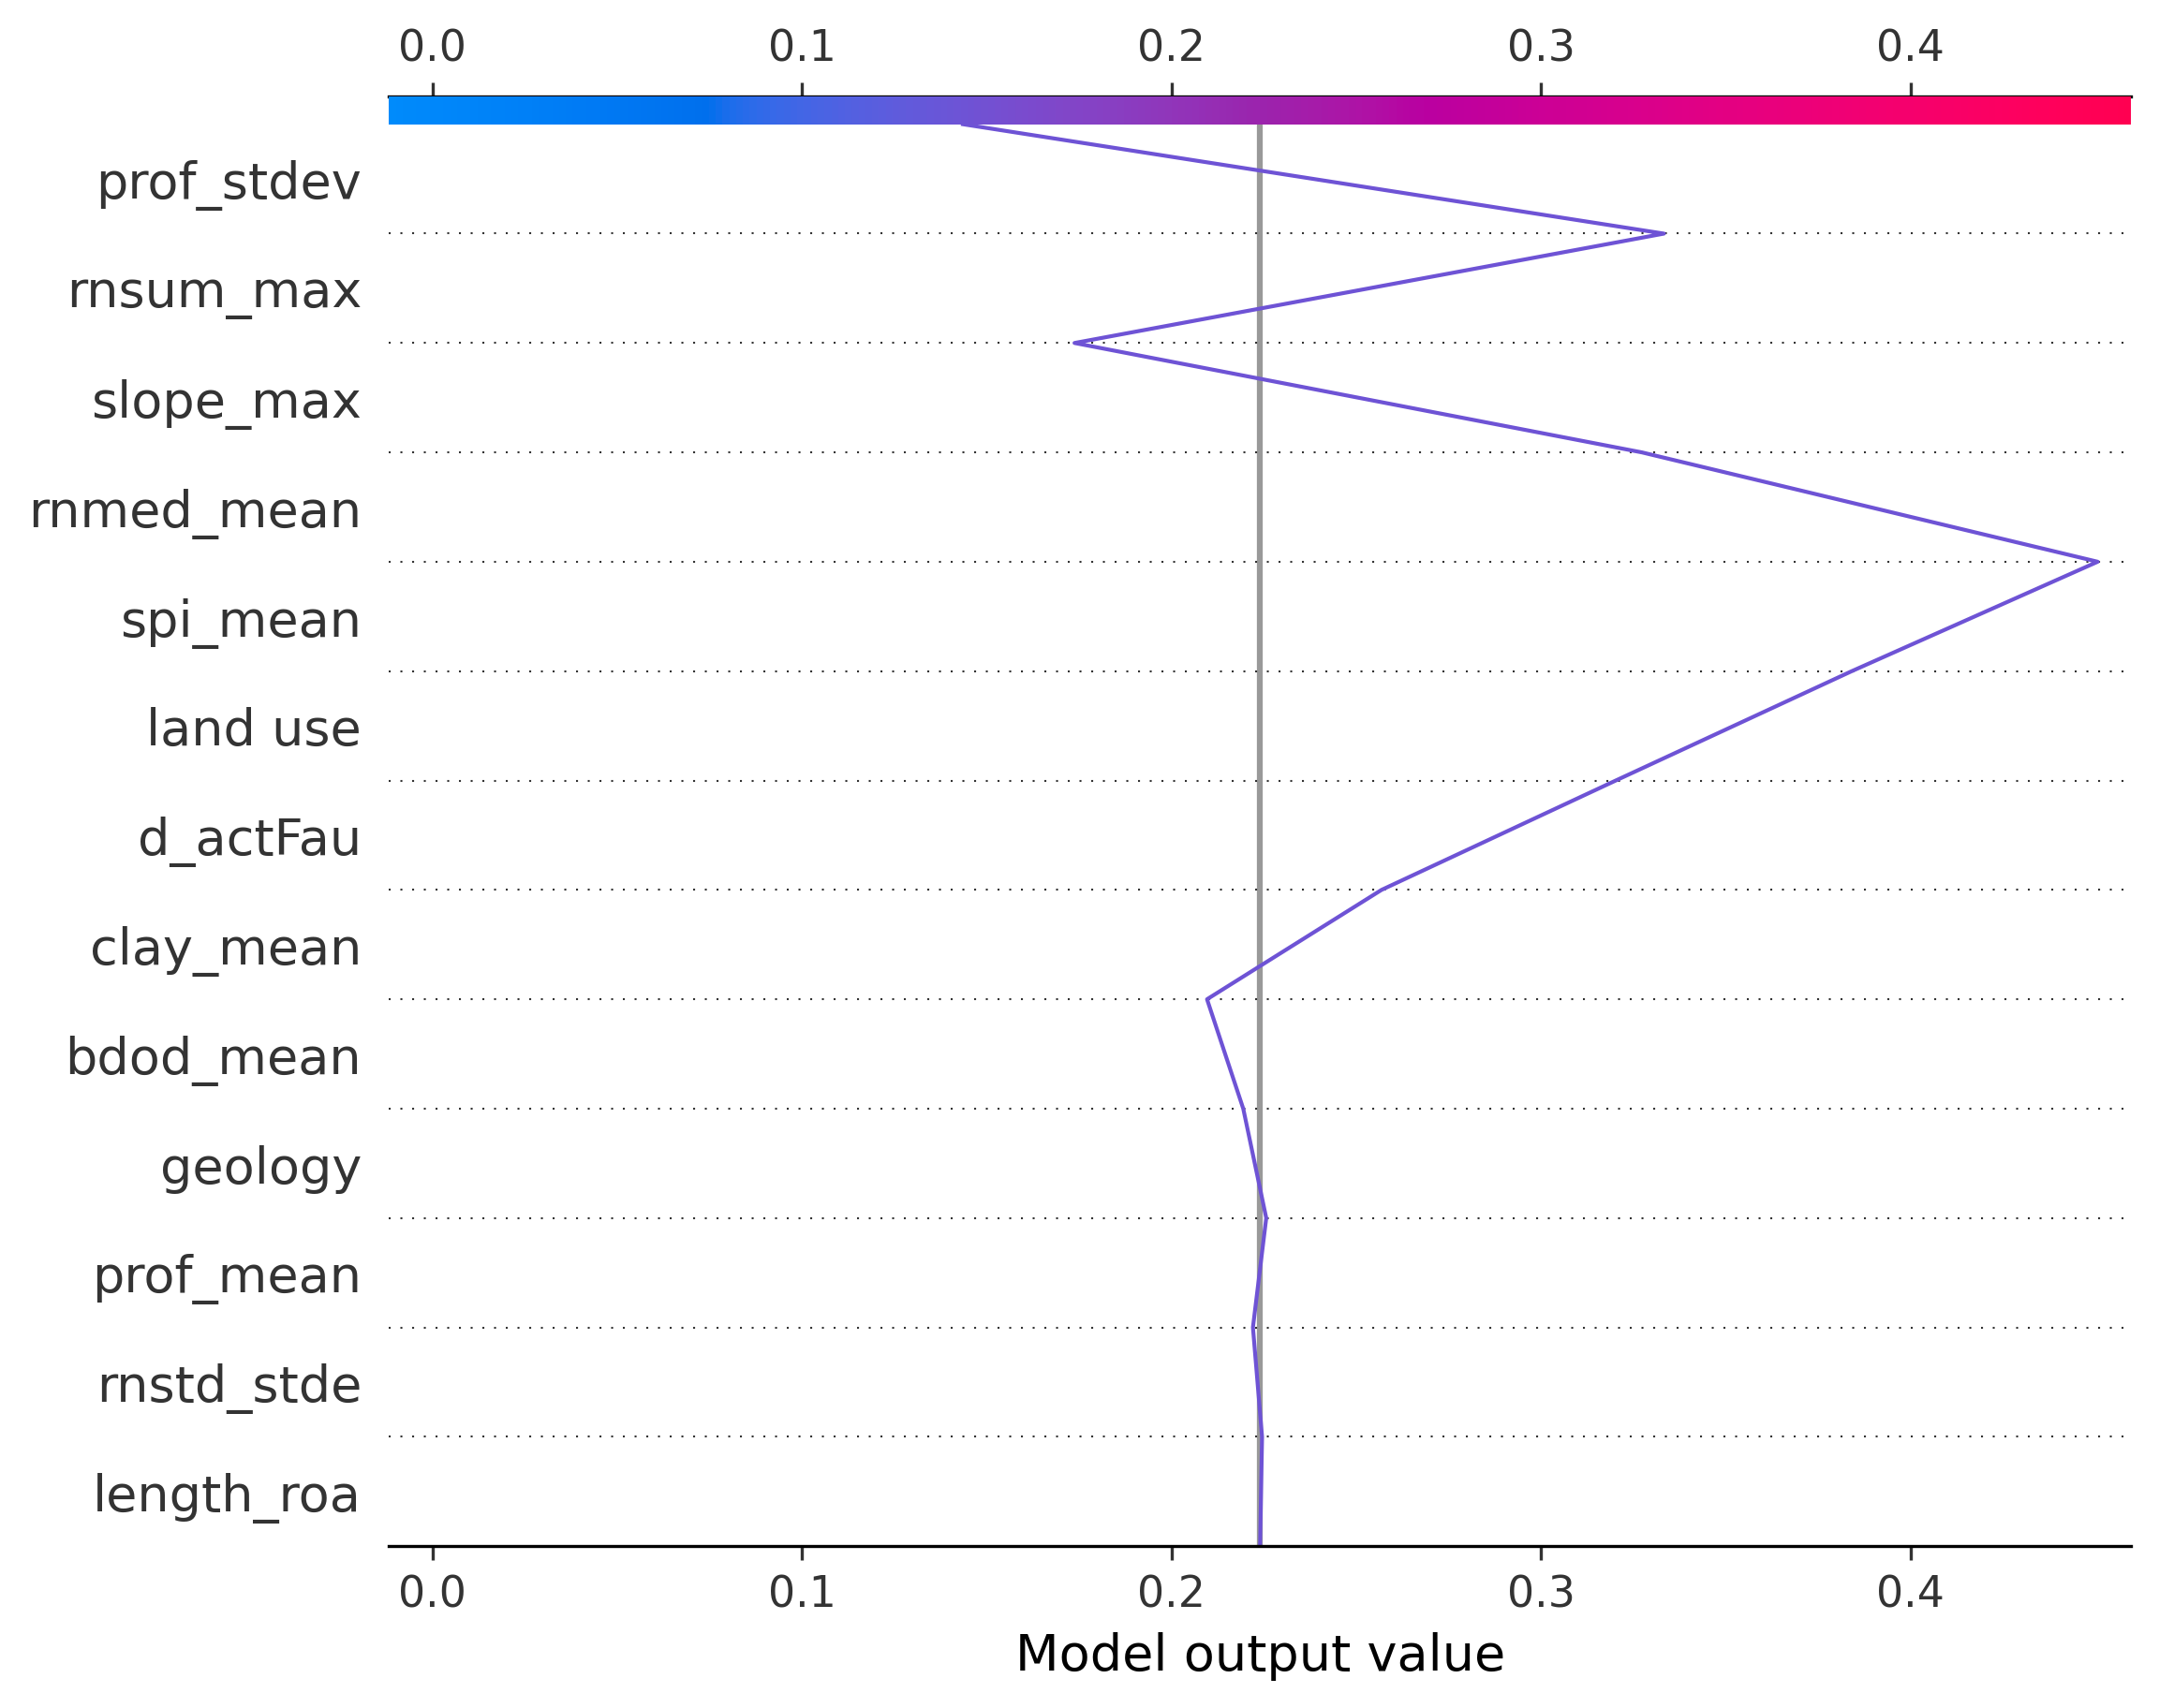 0.0 0.1 0.2 0.3 0.4
prof_stdev
rnsum_max
slope_max
rnmed_mean
spi_mean
land use
d_actFau
clay_mean
bdod_mean
geology
prof_mean
rnstd_stde
length_roa
0.0 0.1 0.2 0.3 0.4
Model output value